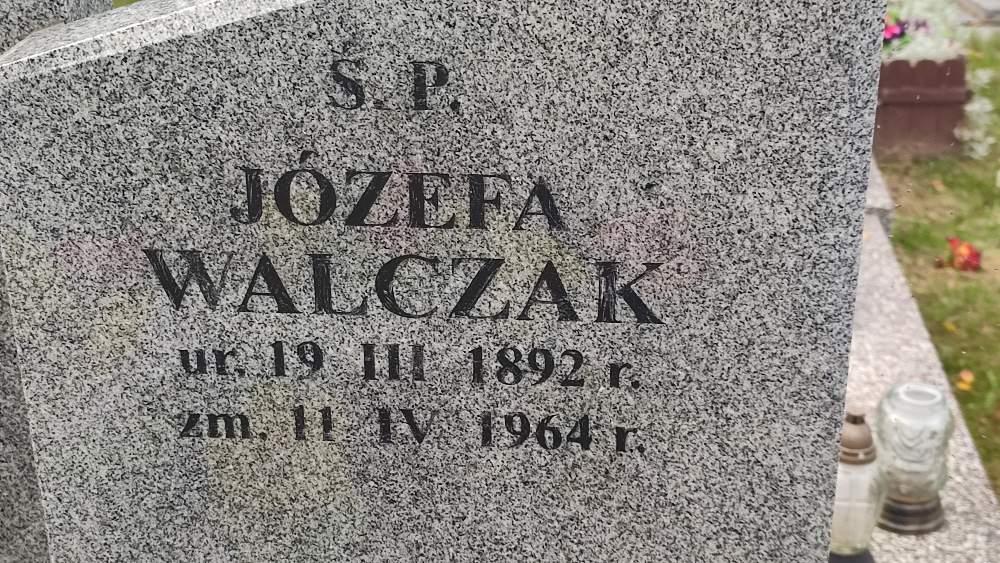 S. P.
JÓZEFA
WALCZAK
ur. 19 III 1892 r.
zm. 11 IV 1964 r.